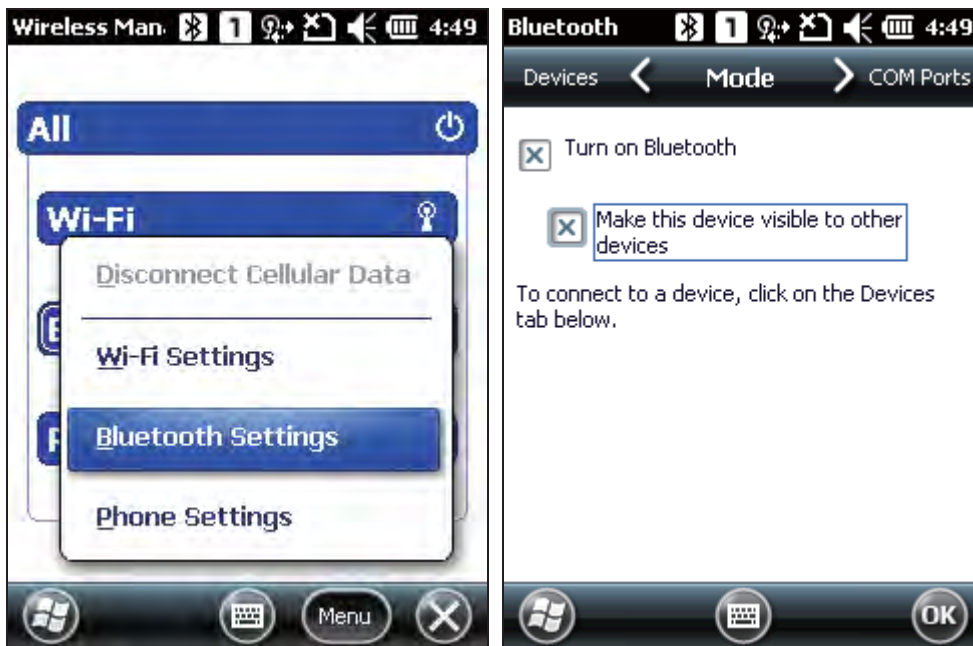 Wireless Man
1
4:49
All
Wi-Fi
Disconnect Cellular Data
Wi-Fi Settings
Bluetooth Settings
Phone Settings
Menu
Bluetooth
1
4:49
Devices
Mode
COM Ports
Turn on Bluetooth
Make this device visible to other
devices
To connect to a device, click on the Devices
tab below.
OK